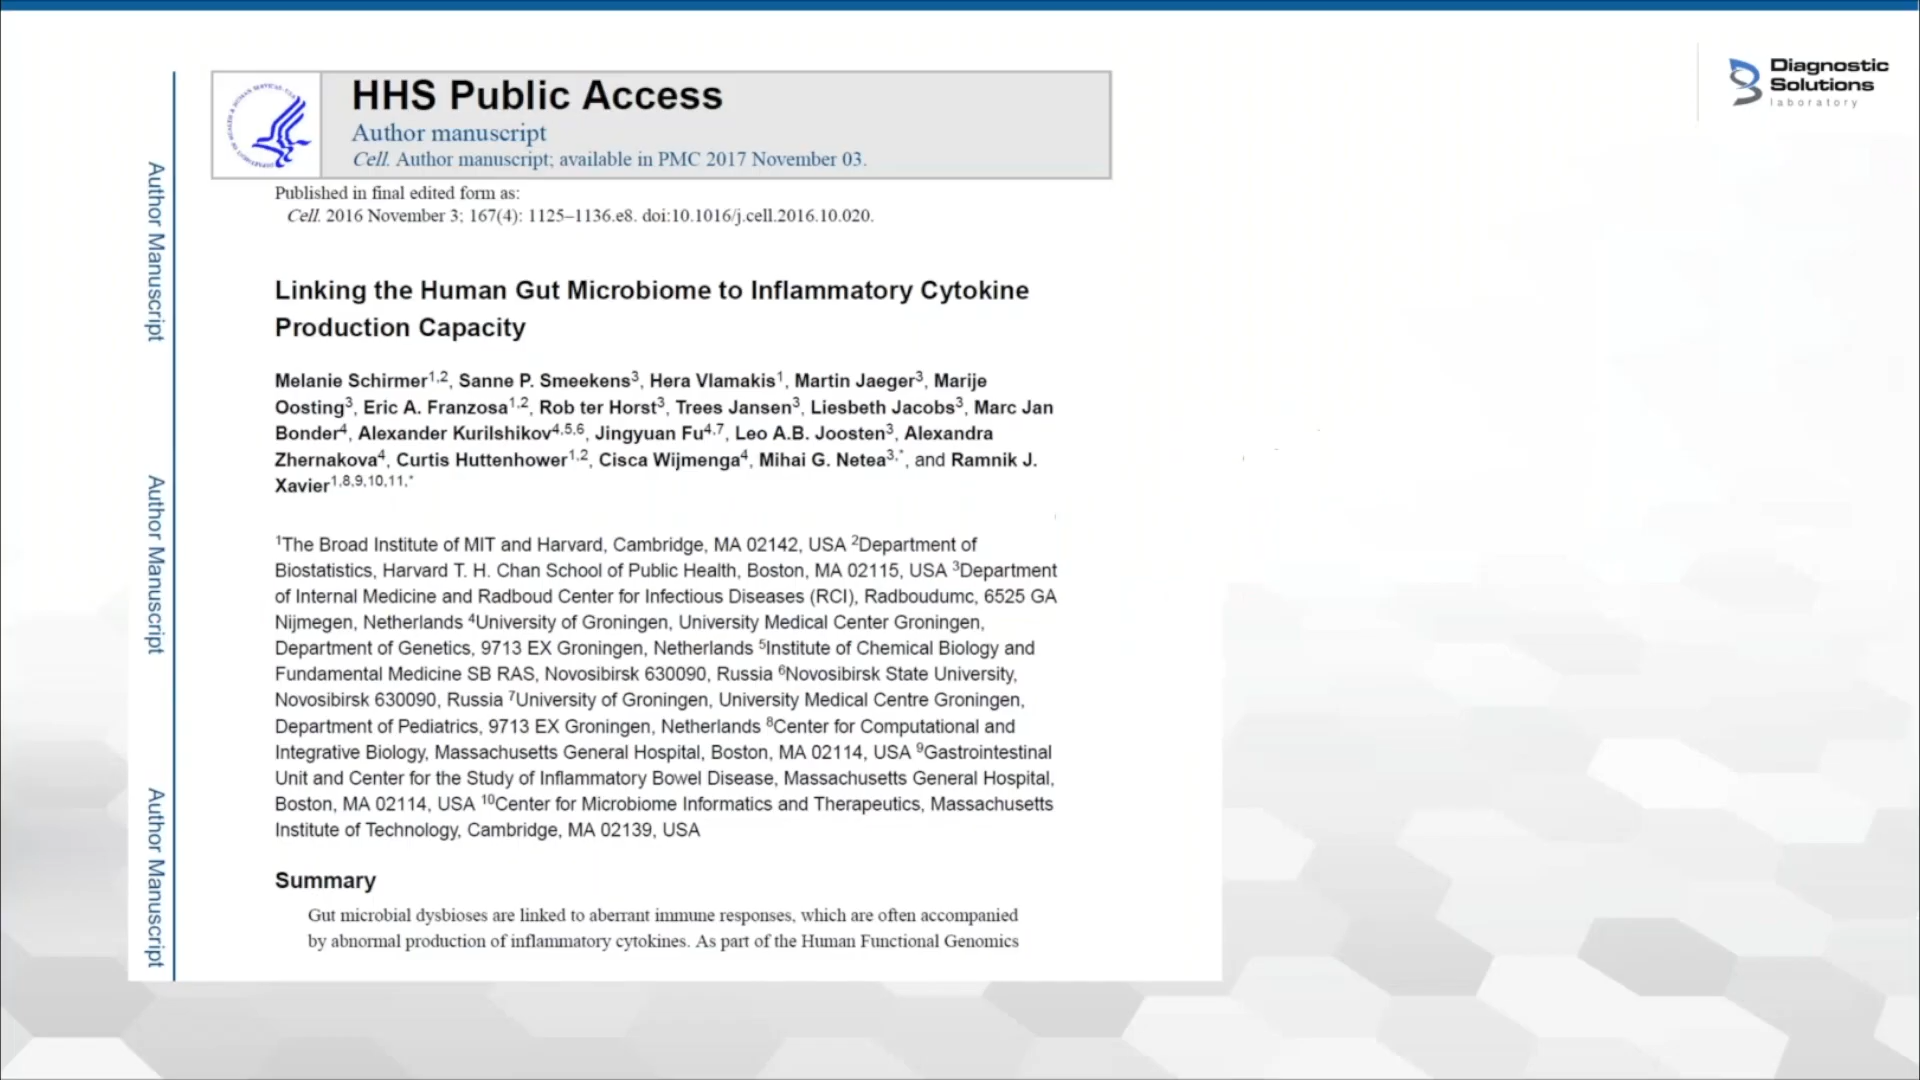 Diagnostic
Solutions
laboratory
HHS Public Access
Author manuscript
Cell. Author manuscript; available in PMC 2017 November 03.
Published in final edited form as:
Cell. 2016 November 3; 167(4): 1125–1136.e8. doi:10.1016/j.cell.2016.10.020.
Linking the Human Gut Microbiome to Inflammatory Cytokine
Production Capacity
Melanie Schirmer1,2, Sanne P. Smeekens3, Hera Vlamakis1, Martin Jaeger3, Marije
Oosting3, Eric A. Franzosa1,2, Rob ter Horst3, Trees Jansen3, Liesbeth Jacobs3, Marc Jan
Bonder4, Alexander Kurilshikov4,5,6, Jingyuan Fu4,7, Leo A.B. Joosten3, Alexandra
Zhernakova4, Curtis Huttenhower1,2, Cisca Wijmenga4, Mihai G. Netea3,*, and Ramnik J.
Xavier1,8,9,10,11,*
1The Broad Institute of MIT and Harvard, Cambridge, MA 02142, USA 2Department of
Biostatistics, Harvard T. H. Chan School of Public Health, Boston, MA 02115, USA 3Department
of Internal Medicine and Radboud Center for Infectious Diseases (RCI), Radboudumc, 6525 GA
Nijmegen, Netherlands 4University of Groningen, University Medical Center Groningen,
Department of Genetics, 9713 EX Groningen, Netherlands 5Institute of Chemical Biology and
Fundamental Medicine SB RAS, Novosibirsk 630090, Russia 6Novosibirsk State University,
Novosibirsk 630090, Russia 7University of Groningen, University Medical Centre Groningen,
Department of Pediatrics, 9713 EX Groningen, Netherlands 8Center for Computational and
Integrative Biology, Massachusetts General Hospital, Boston, MA 02114, USA 9Gastrointestinal
Unit and Center for the Study of Inflammatory Bowel Disease, Massachusetts General Hospital,
Boston, MA 02114, USA 10Center for Microbiome Informatics and Therapeutics, Massachusetts
Institute of Technology, Cambridge, MA 02139, USA
Summary
Gut microbial dysbioses are linked to aberrant immune responses, which are often accompanied
by abnormal production of inflammatory cytokines. As part of the Human Functional Genomics
Author Manuscript
Author Manuscript
Author Manuscript